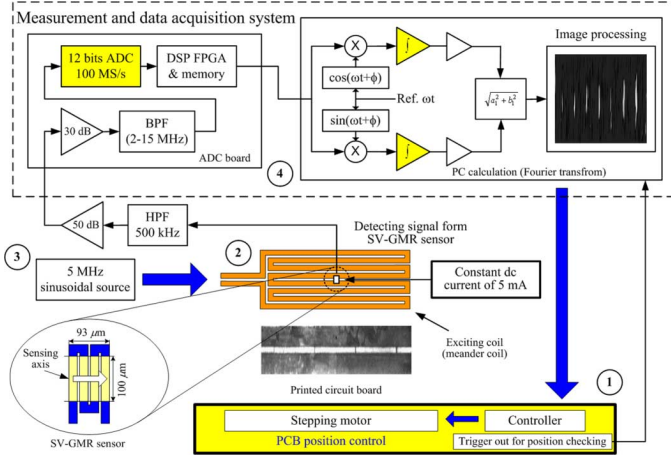 Measurement and data acquisition system
12 bits ADC
100 MS/s
DSP FPGA
& memory
30 dB
BPF
(2-15 MHz)
ADC board
4
X
∫
cos(ωt+ϕ)
Ref. ωt
sin(ωt+ϕ)
X
∫
√a₁² + b₁²
Image processing
PC calculation (Fourier transfrom)
50 dB
HPF
500 kHz
3
5 MHz
sinusoidal source
2
Detecting signal form
SV-GMR sensor
Constant dc
current of 5 mA
Exciting coil
(meander coil)
93 μm
Sensing
axis
100 μm
SV-GMR sensor
Printed circuit board
1
Stepping motor
Controller
PCB position control
Trigger out for position checking